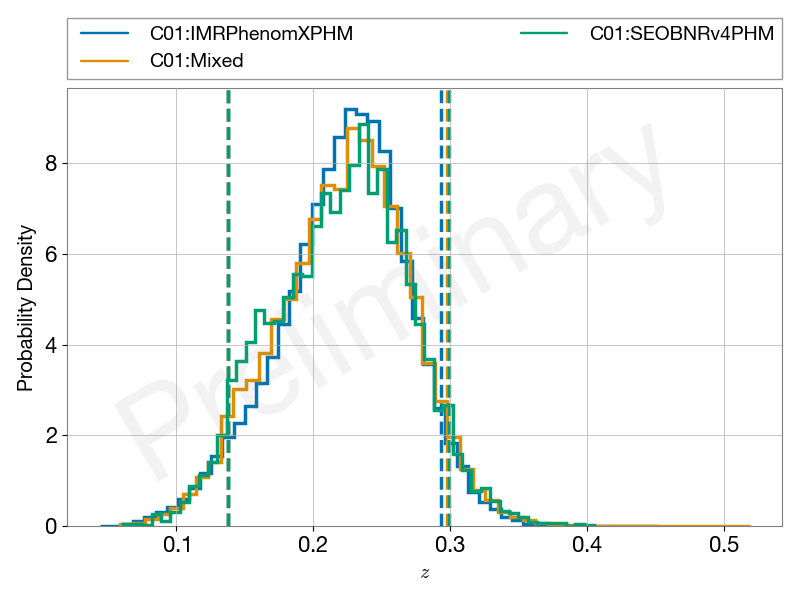 C01:IMRPhenomXPHM
C01:SEOBNRv4PHM
C01:Mixed
Preliminary
Probability Density
8
6
4
2
0
0.1 0.2 0.3 0.4 0.5
z